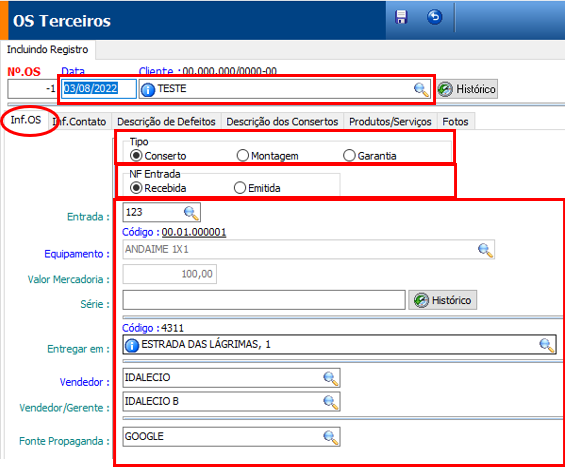 OS Terceiros
Incluindo Registro
Nº.OS Data Cliente : 00.000.000/0000-00
-1 03/08/2022 TESTE Histórico
Inf.OS Inf.Contato Descrição de Defeitos Descrição dos Consertos Produtos/Serviços Fotos
Tipo
Conserto Montagem Garantia
NF Entrada
Recebida Emitida
Entrada : 123
Código : 00.01.000001
Equipamento : ANDAIME 1X1
Valor Mercadoria : 100,00
Série : Histórico
Código : 4311
Entregar em : ESTRADA DAS LÁGRIMAS, 1
Vendedor : IDALECIO
Vendedor/Gerente : IDALECIO B
Fonte Propaganda : GOOGLE